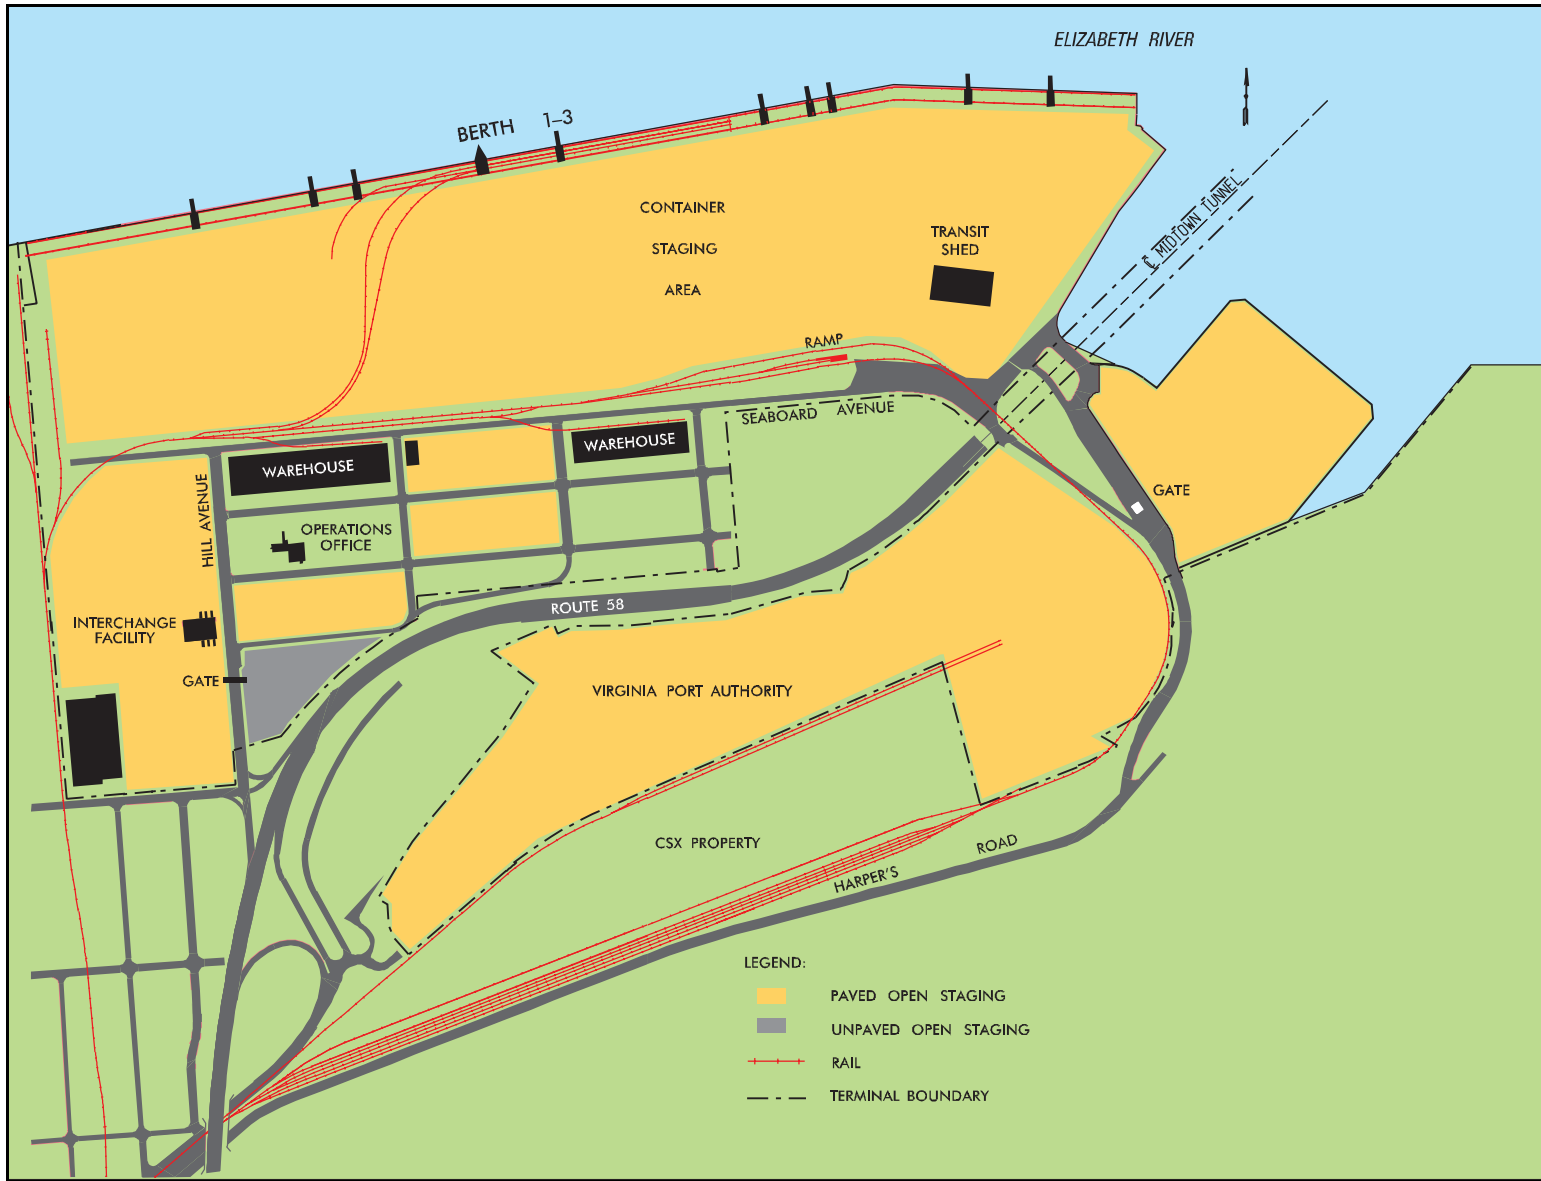 ELIZABETH RIVER
BERTH 1–3
CONTAINER
STAGING
AREA
TRANSIT
SHED
℄ MIDTOWN TUNNEL
RAMP
SEABOARD AVENUE
WAREHOUSE
WAREHOUSE
HILL AVENUE
OPERATIONS
OFFICE
GATE
ROUTE 58
INTERCHANGE
FACILITY
GATE
VIRGINIA PORT AUTHORITY
CSX PROPERTY
HARPER'S ROAD
LEGEND:
PAVED OPEN STAGING
UNPAVED OPEN STAGING
RAIL
TERMINAL BOUNDARY